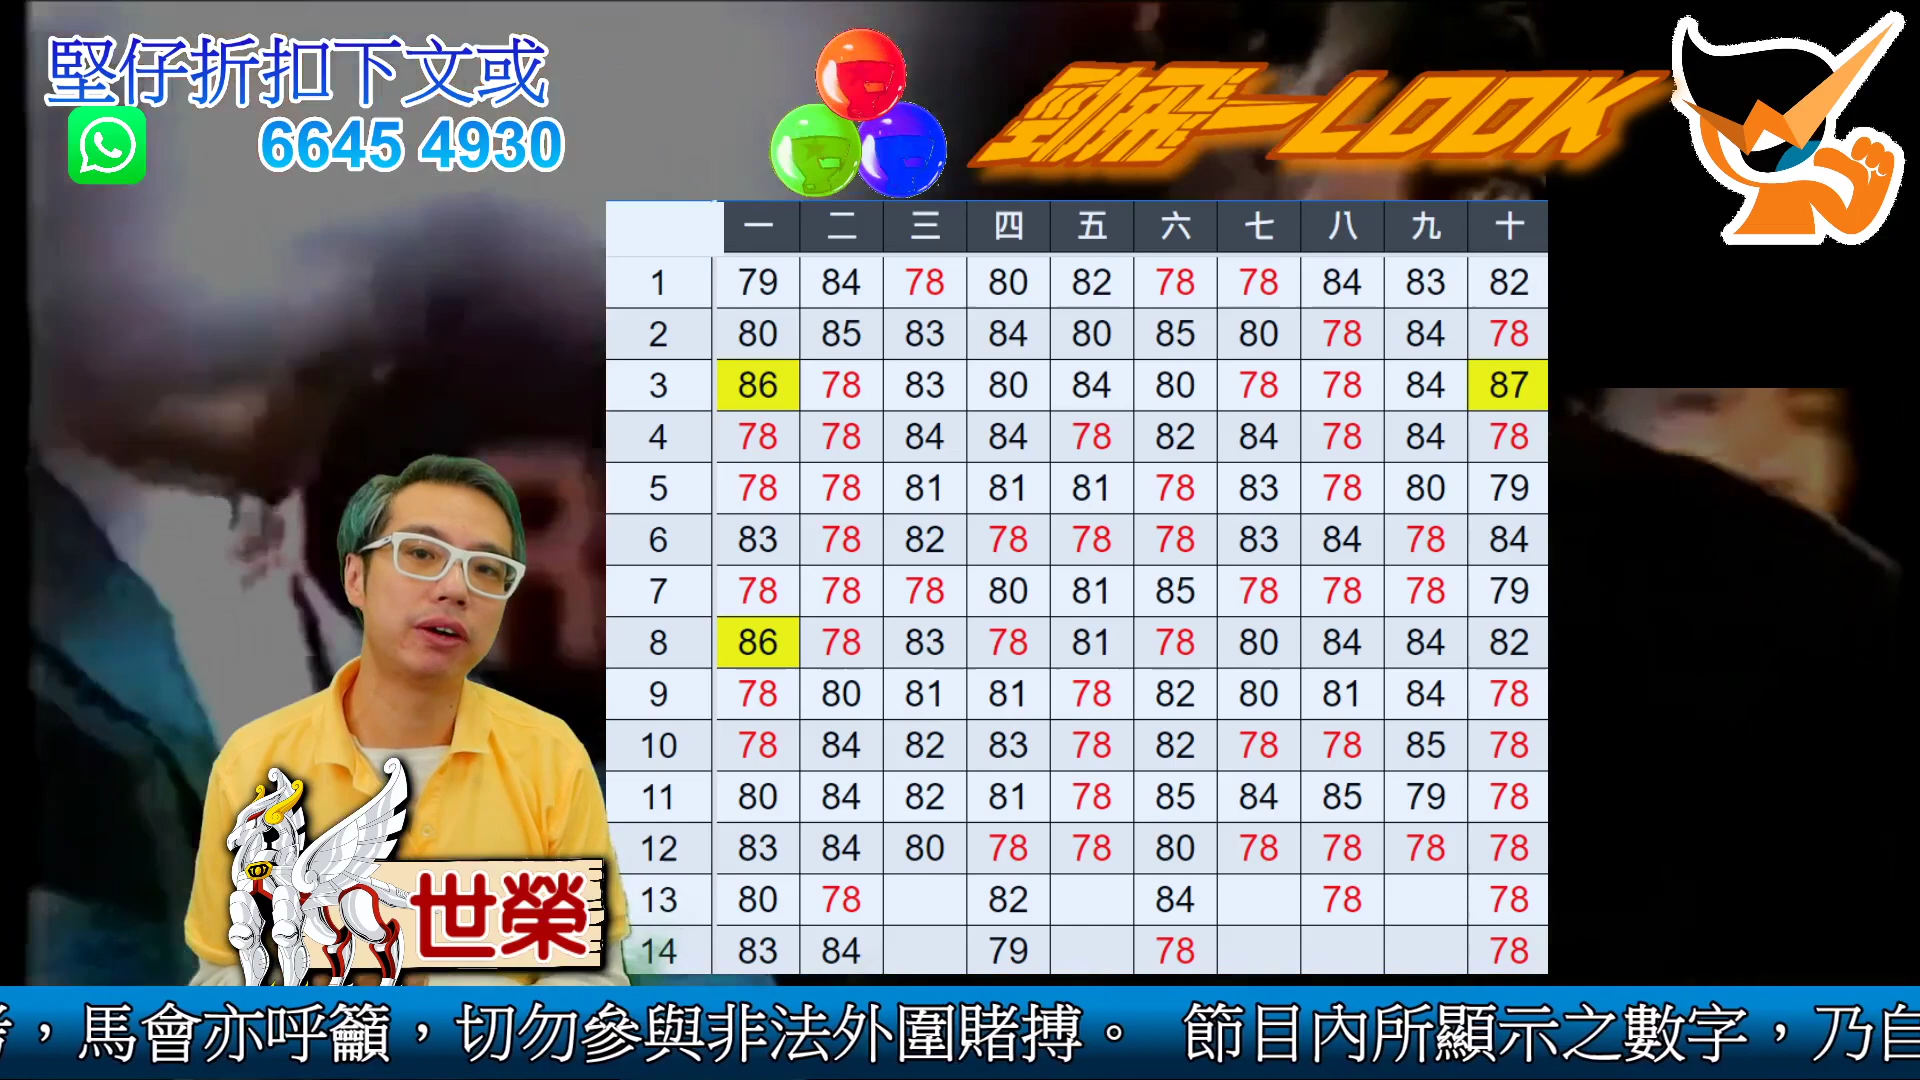 堅仔折扣下文或
6645 4930
勁飛一LOOK
一 二 三 四 五 六 七 八 九 十
1 79 84 78 80 82 78 78 84 83 82
2 80 85 83 84 80 85 80 78 84 78
3 86 78 83 80 84 80 78 78 84 87
4 78 78 84 84 78 82 84 78 84 78
5 78 78 81 81 81 78 83 78 80 79
6 83 78 82 78 78 78 83 84 78 84
7 78 78 78 80 81 85 78 78 78 79
8 86 78 83 78 81 78 80 84 84 82
9 78 80 81 81 78 82 80 81 84 78
10 78 84 82 83 78 82 78 78 85 78
11 80 84 82 81 78 85 84 85 79 78
12 83 84 80 78 78 80 78 78 78 78
13 80 78 82 84 78 78
14 83 84 79 78 78
世榮
，馬會亦呼籲，切勿參與非法外圍賭搏。 節目內所顯示之數字，乃自